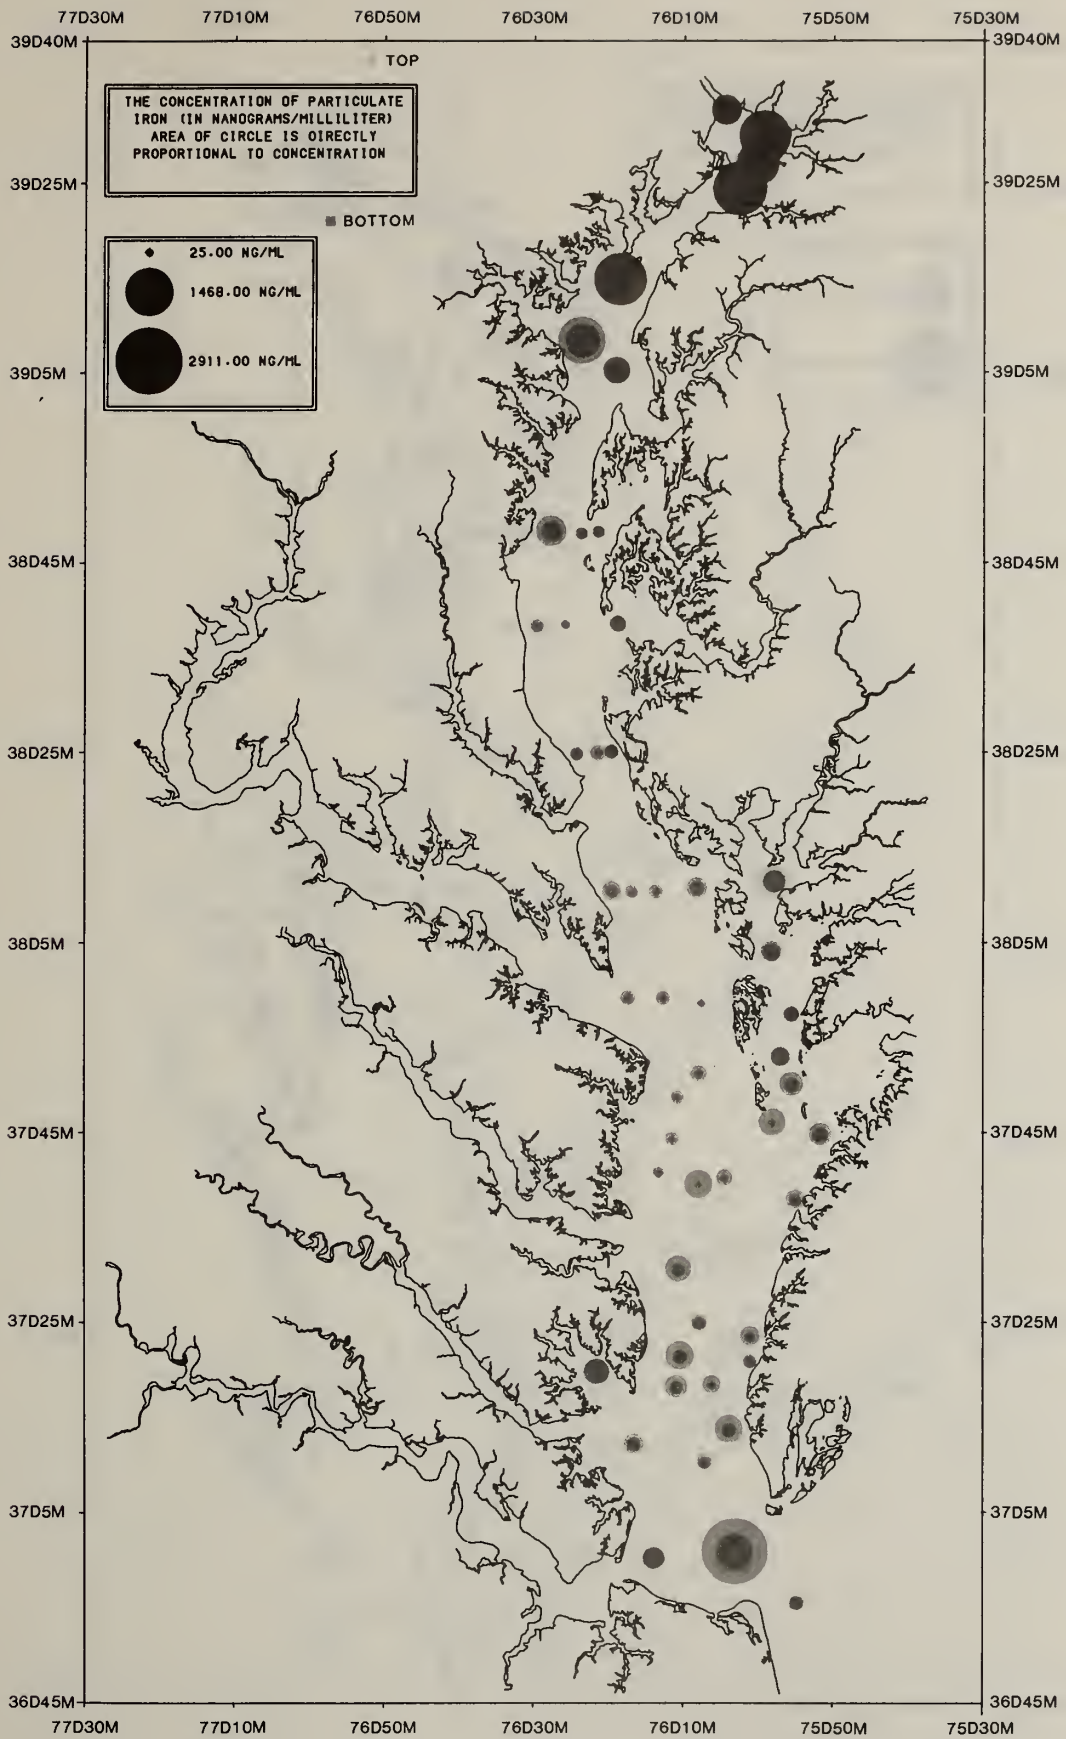 77D30M 77D10M 76D50M 76D30M 76D10M 75D50M 75D30M
39D40M 39D40M
TOP
THE CONCENTRATION OF PARTICULATE
IRON (IN NANOGRAMS/MILLILITER)
AREA OF CIRCLE IS DIRECTLY
PROPORTIONAL TO CONCENTRATION
39D25M 39D25M
BOTTOM
25.00 NG/ML
1468.00 NG/ML
2911.00 NG/ML
39D5M 39D5M
38D45M 38D45M
38D25M 38D25M
38D5M 38D5M
37D45M 37D45M
37D25M 37D25M
37D5M 37D5M
36D45M 36D45M
77D30M 77D10M 76D50M 76D30M 76D10M 75D50M 75D30M